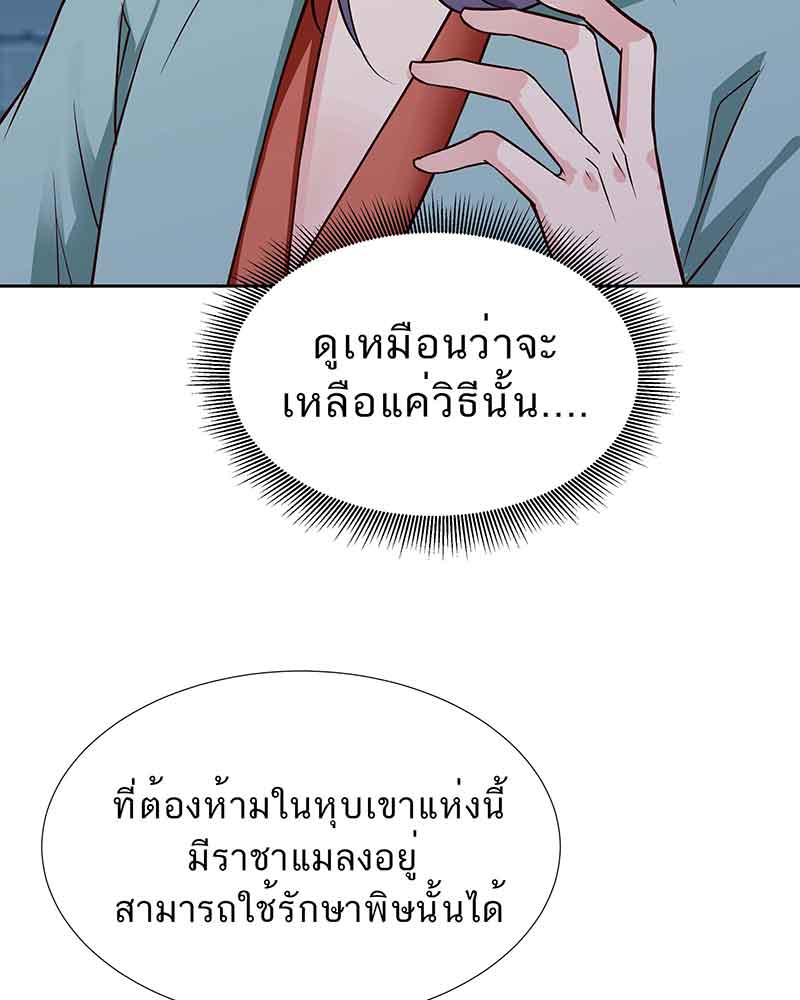 ดูเหมือนว่าจะ
เหลือแค่วิธีนั้น....
ที่ต้องห้ามในหุบเขาแห่งนี้
มีราชาแมลงอยู่
สามารถใช้รักษาพิษนั้นได้